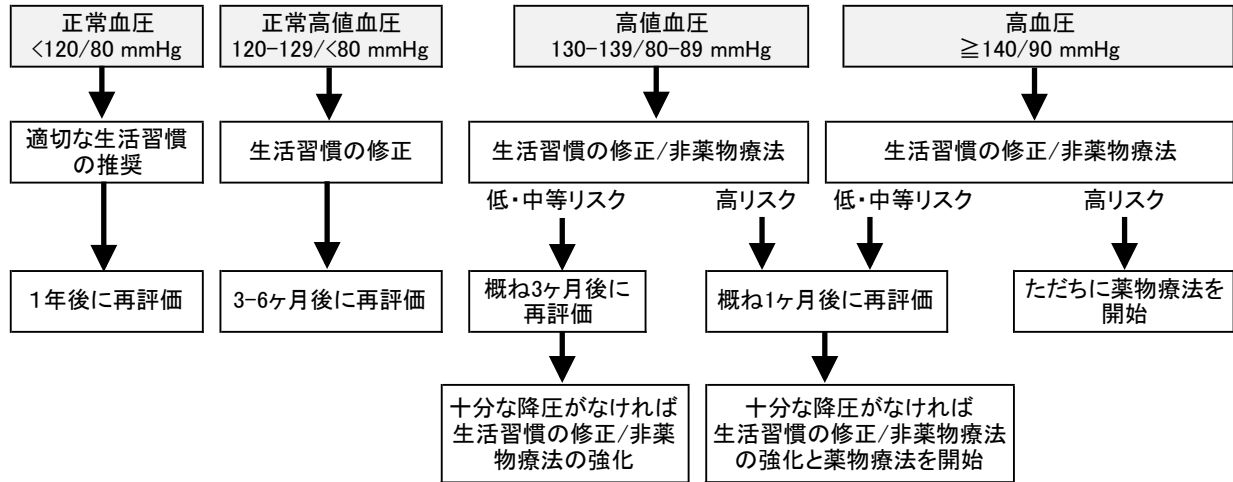 正常血圧
<120/80 mmHg
正常高値血圧
120-129/<80 mmHg
高値血圧
130-139/80-89 mmHg
高血圧
≧140/90 mmHg
適切な生活習慣
の推奨
生活習慣の修正
生活習慣の修正/非薬物療法
生活習慣の修正/非薬物療法
低・中等リスク
高リスク
低・中等リスク
高リスク
1年後に再評価
3-6ヶ月後に再評価
概ね3ヶ月後に
再評価
概ね1ヶ月後に再評価
ただちに薬物療法を
開始
十分な降圧がなければ
生活習慣の修正/非薬
物療法の強化
十分な降圧がなければ
生活習慣の修正/非薬物療法
の強化と薬物療法を開始